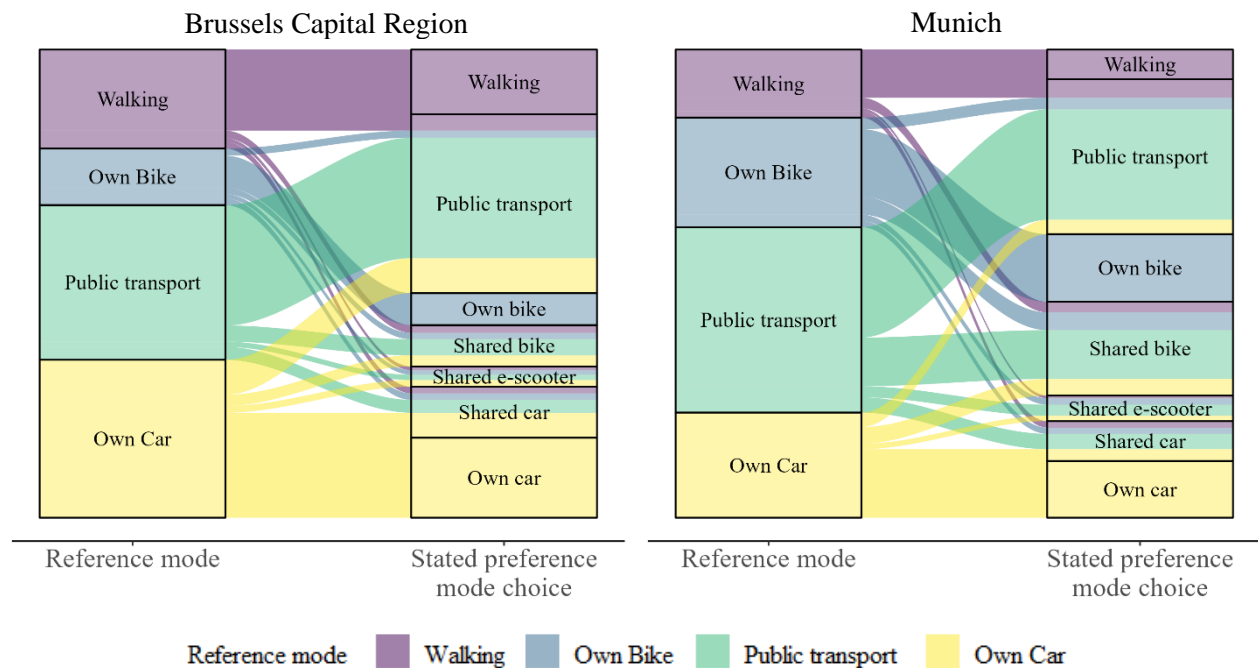 Brussels Capital Region
Walking
Own Bike
Public transport
Own Car
Walking
Public transport
Own bike
Shared bike
Shared e-scooter
Shared car
Own car
Reference mode
Stated preference
mode choice
Munich
Walking
Own Bike
Public transport
Own Car
Walking
Public transport
Own bike
Shared bike
Shared e-scooter
Shared car
Own car
Reference mode
Stated preference
mode choice
Reference mode Walking Own Bike Public transport Own Car